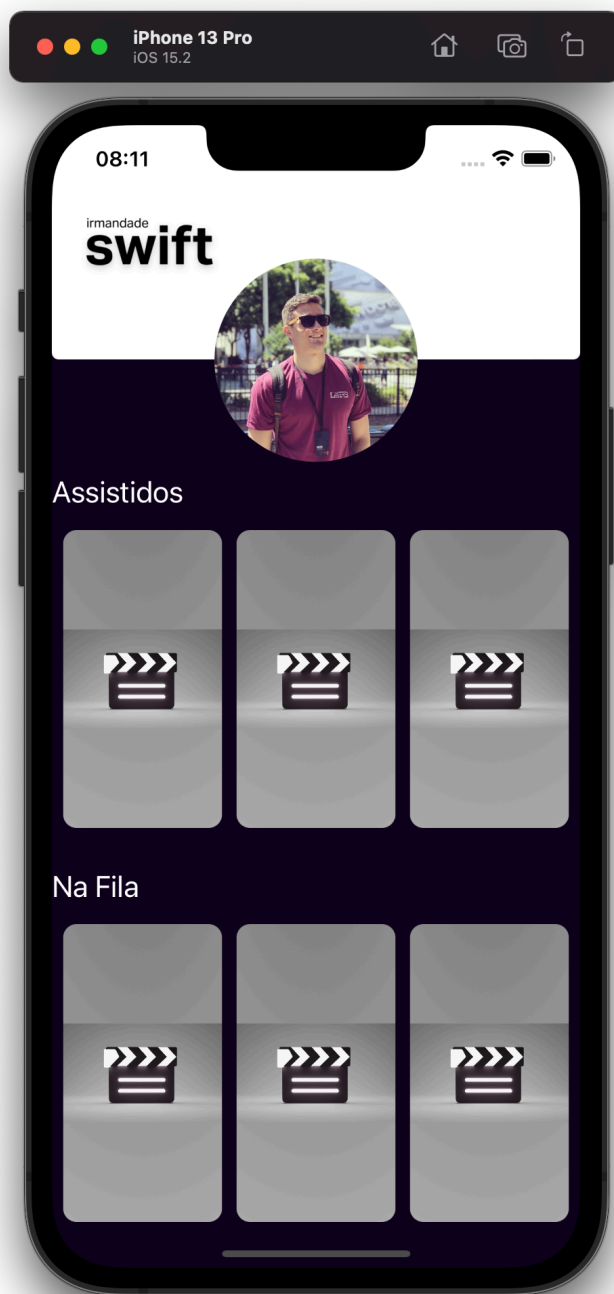 iPhone 13 Pro
iOS 15.2
08:11
irmandade
swift
Assistidos
Na Fila